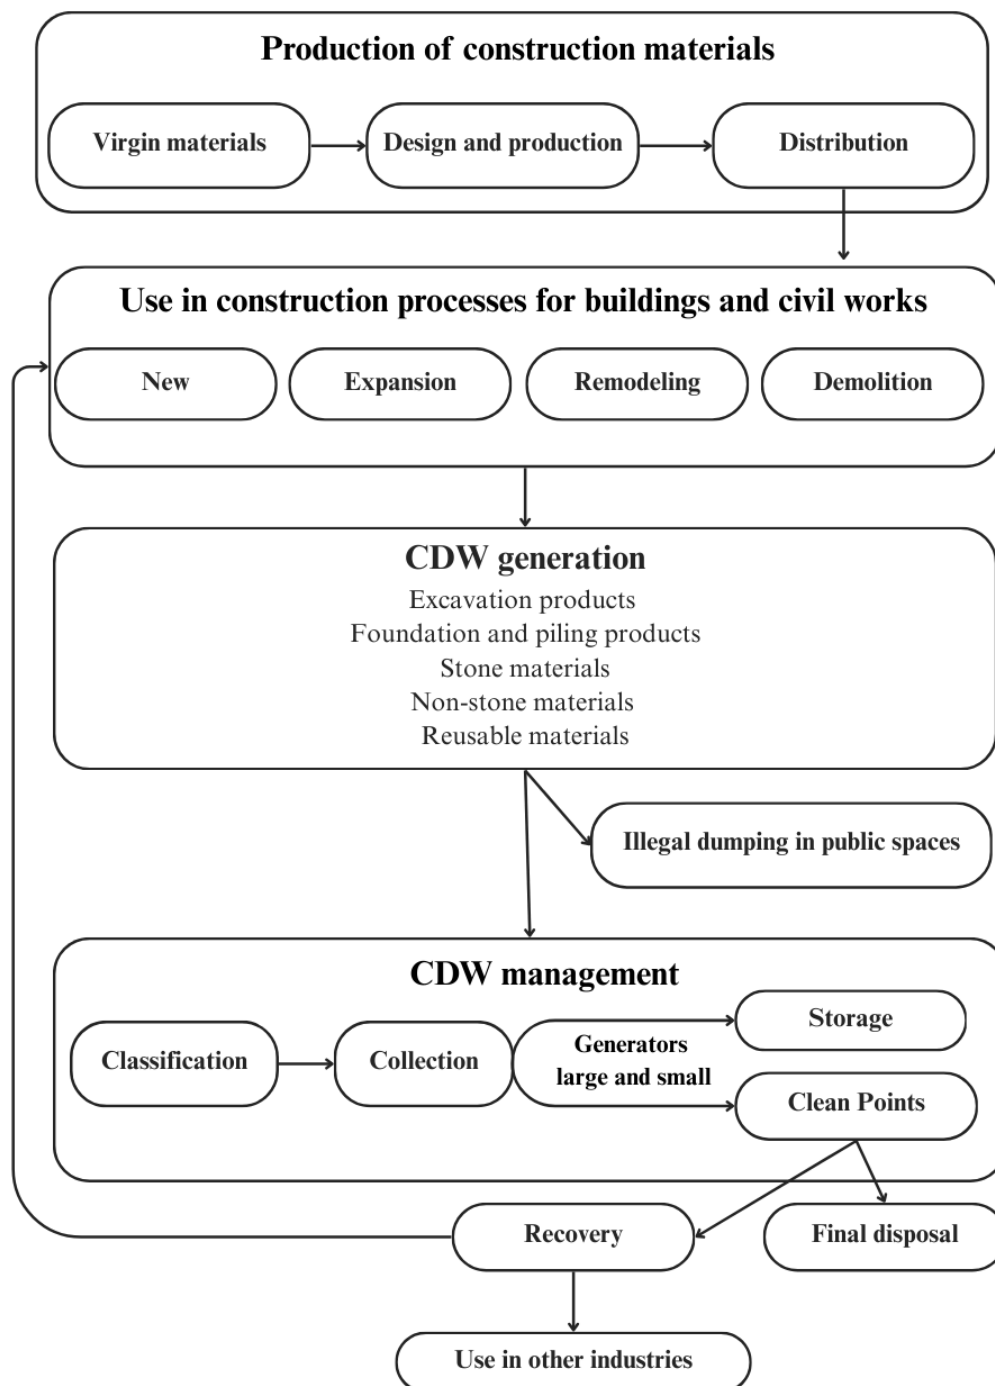 Production of construction materials
Virgin materials
Design and production
Distribution
Use in construction processes for buildings and civil works
New
Expansion
Remodeling
Demolition
CDW generation
Excavation products
Foundation and piling products
Stone materials
Non-stone materials
Reusable materials
Illegal dumping in public spaces
CDW management
Classification
Collection
Generators
large and small
Storage
Clean Points
Recovery
Final disposal
Use in other industries